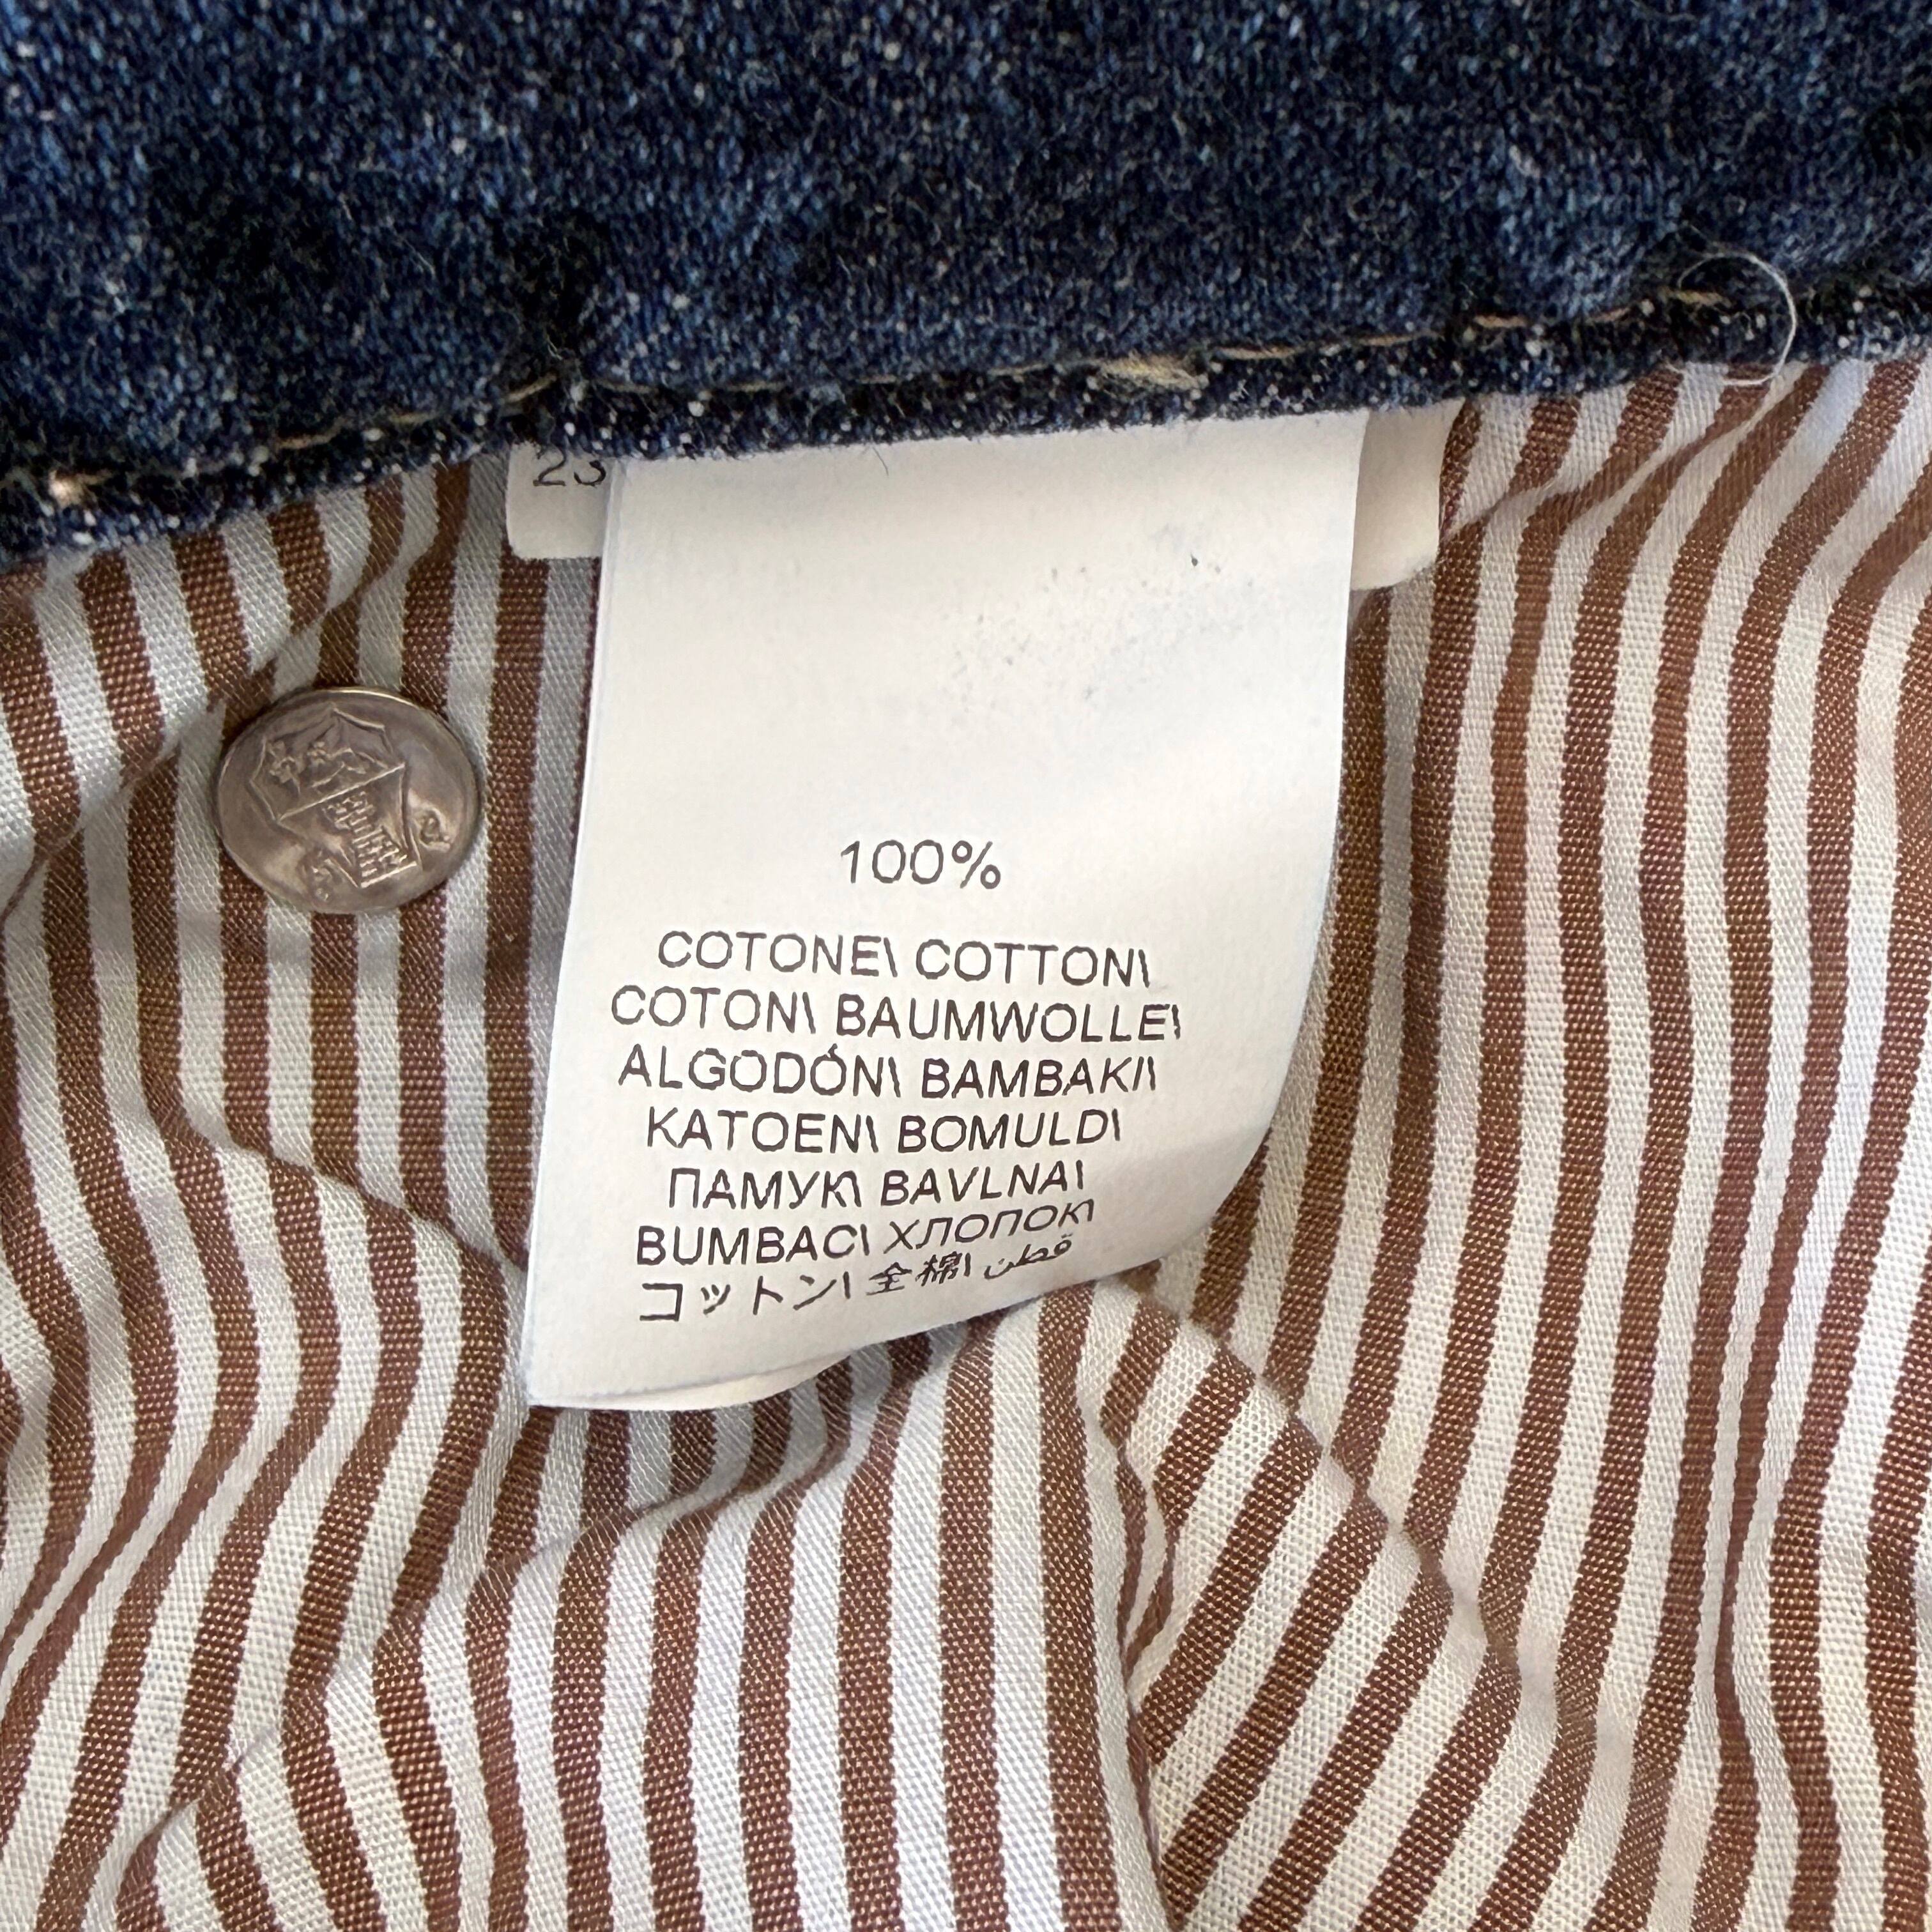 23
100%
COTONE\ COTTON\
COTON\ BAUMWOLLE\
ALGODÓN\ BAMBAKI\
KATOEN\ BOMULD\
ПАМУК\ BAVLNA\
BUMBAC\ ХЛОПОК\
コットン\ 全棉\ قطن